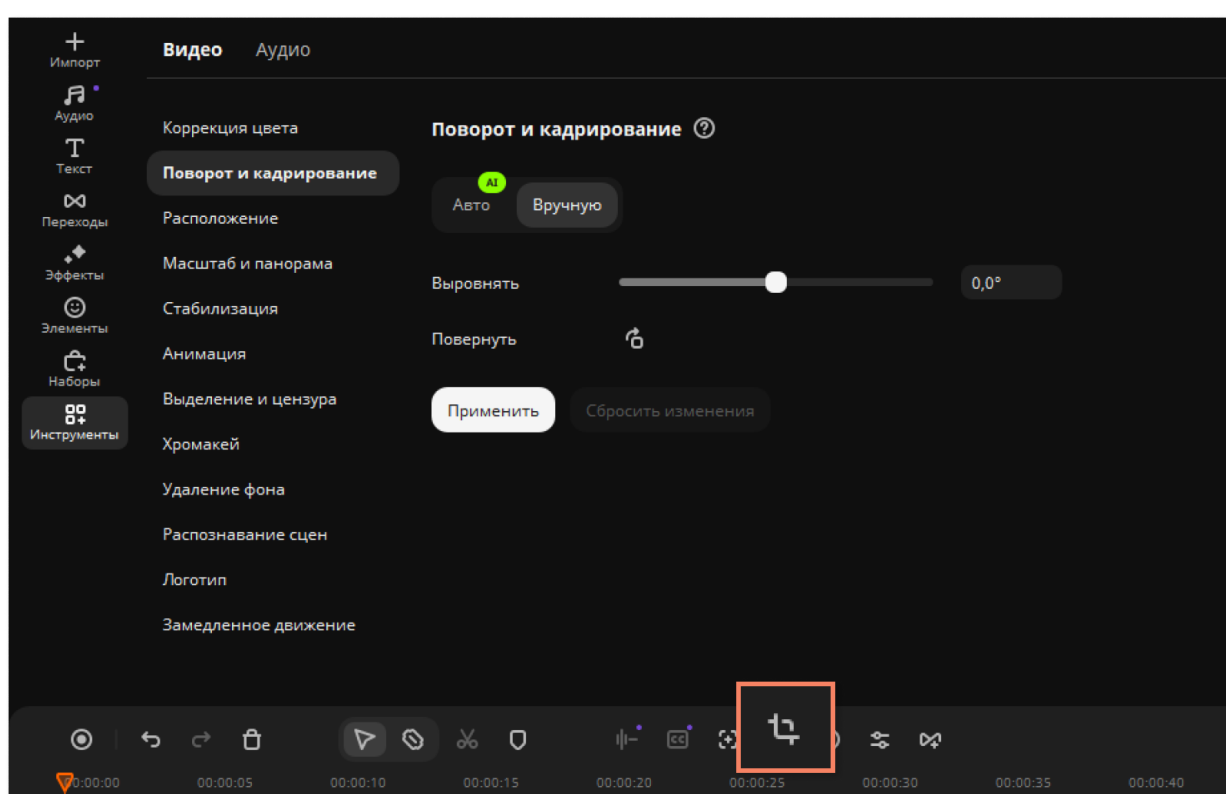 Импорт
Аудио
Текст
Переходы
Эффекты
Элементы
Наборы
Инструменты
Видео Аудио
Коррекция цвета
Поворот и кадрирование
Расположение
Масштаб и панорама
Стабилизация
Анимация
Выделение и цензура
Хромакей
Удаление фона
Распознавание сцен
Логотип
Замедленное движение
Поворот и кадрирование ?
AI
Авто Вручную
Выровнять 0,0°
Повернуть
Применить Сбросить изменения
CC
0:00:00 00:00:05 00:00:10 00:00:15 00:00:20 00:00:25 00:00:30 00:00:35 00:00:40